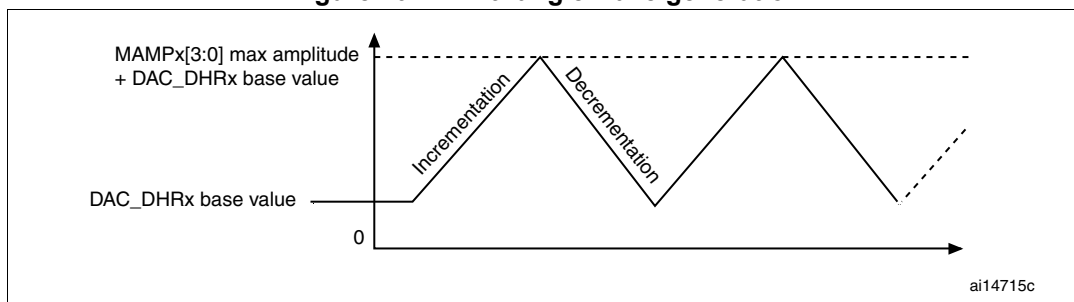 MAMPx[3:0] max amplitude
+ DAC_DHRx base value
Incrementation
Decrementation
DAC_DHRx base value
0
ai14715c